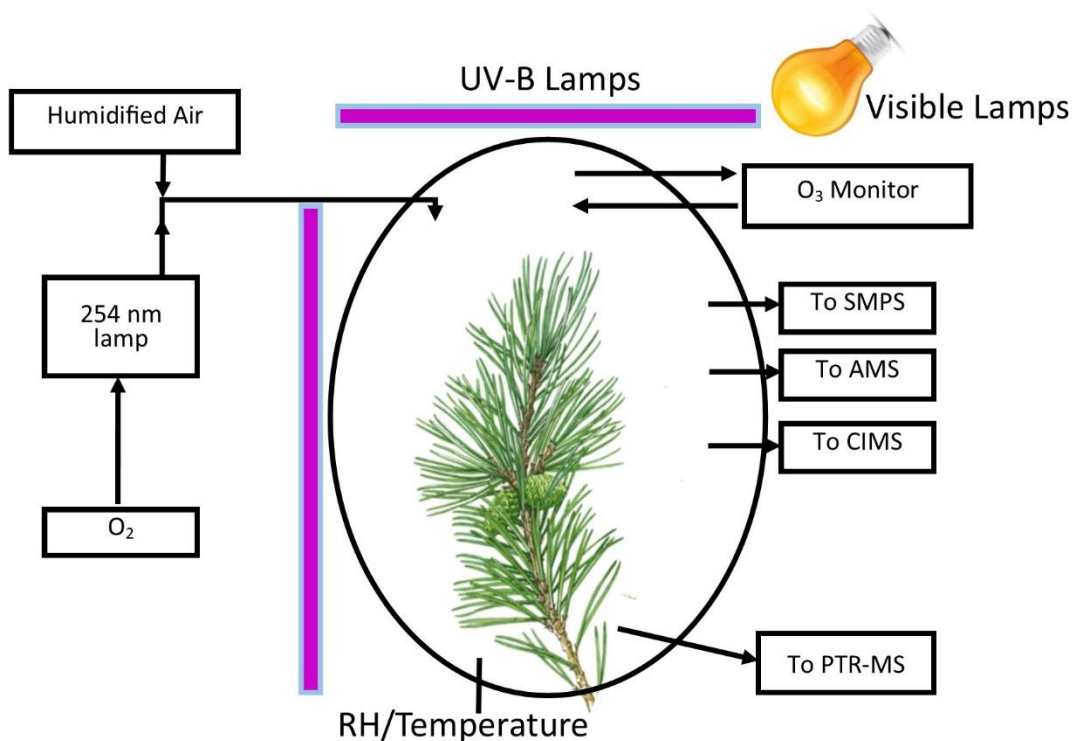 UV-B Lamps
Visible Lamps
Humidified Air
O₃ Monitor
254 nm
lamp
To SMPS
To AMS
To CIMS
O₂
To PTR-MS
RH/Temperature